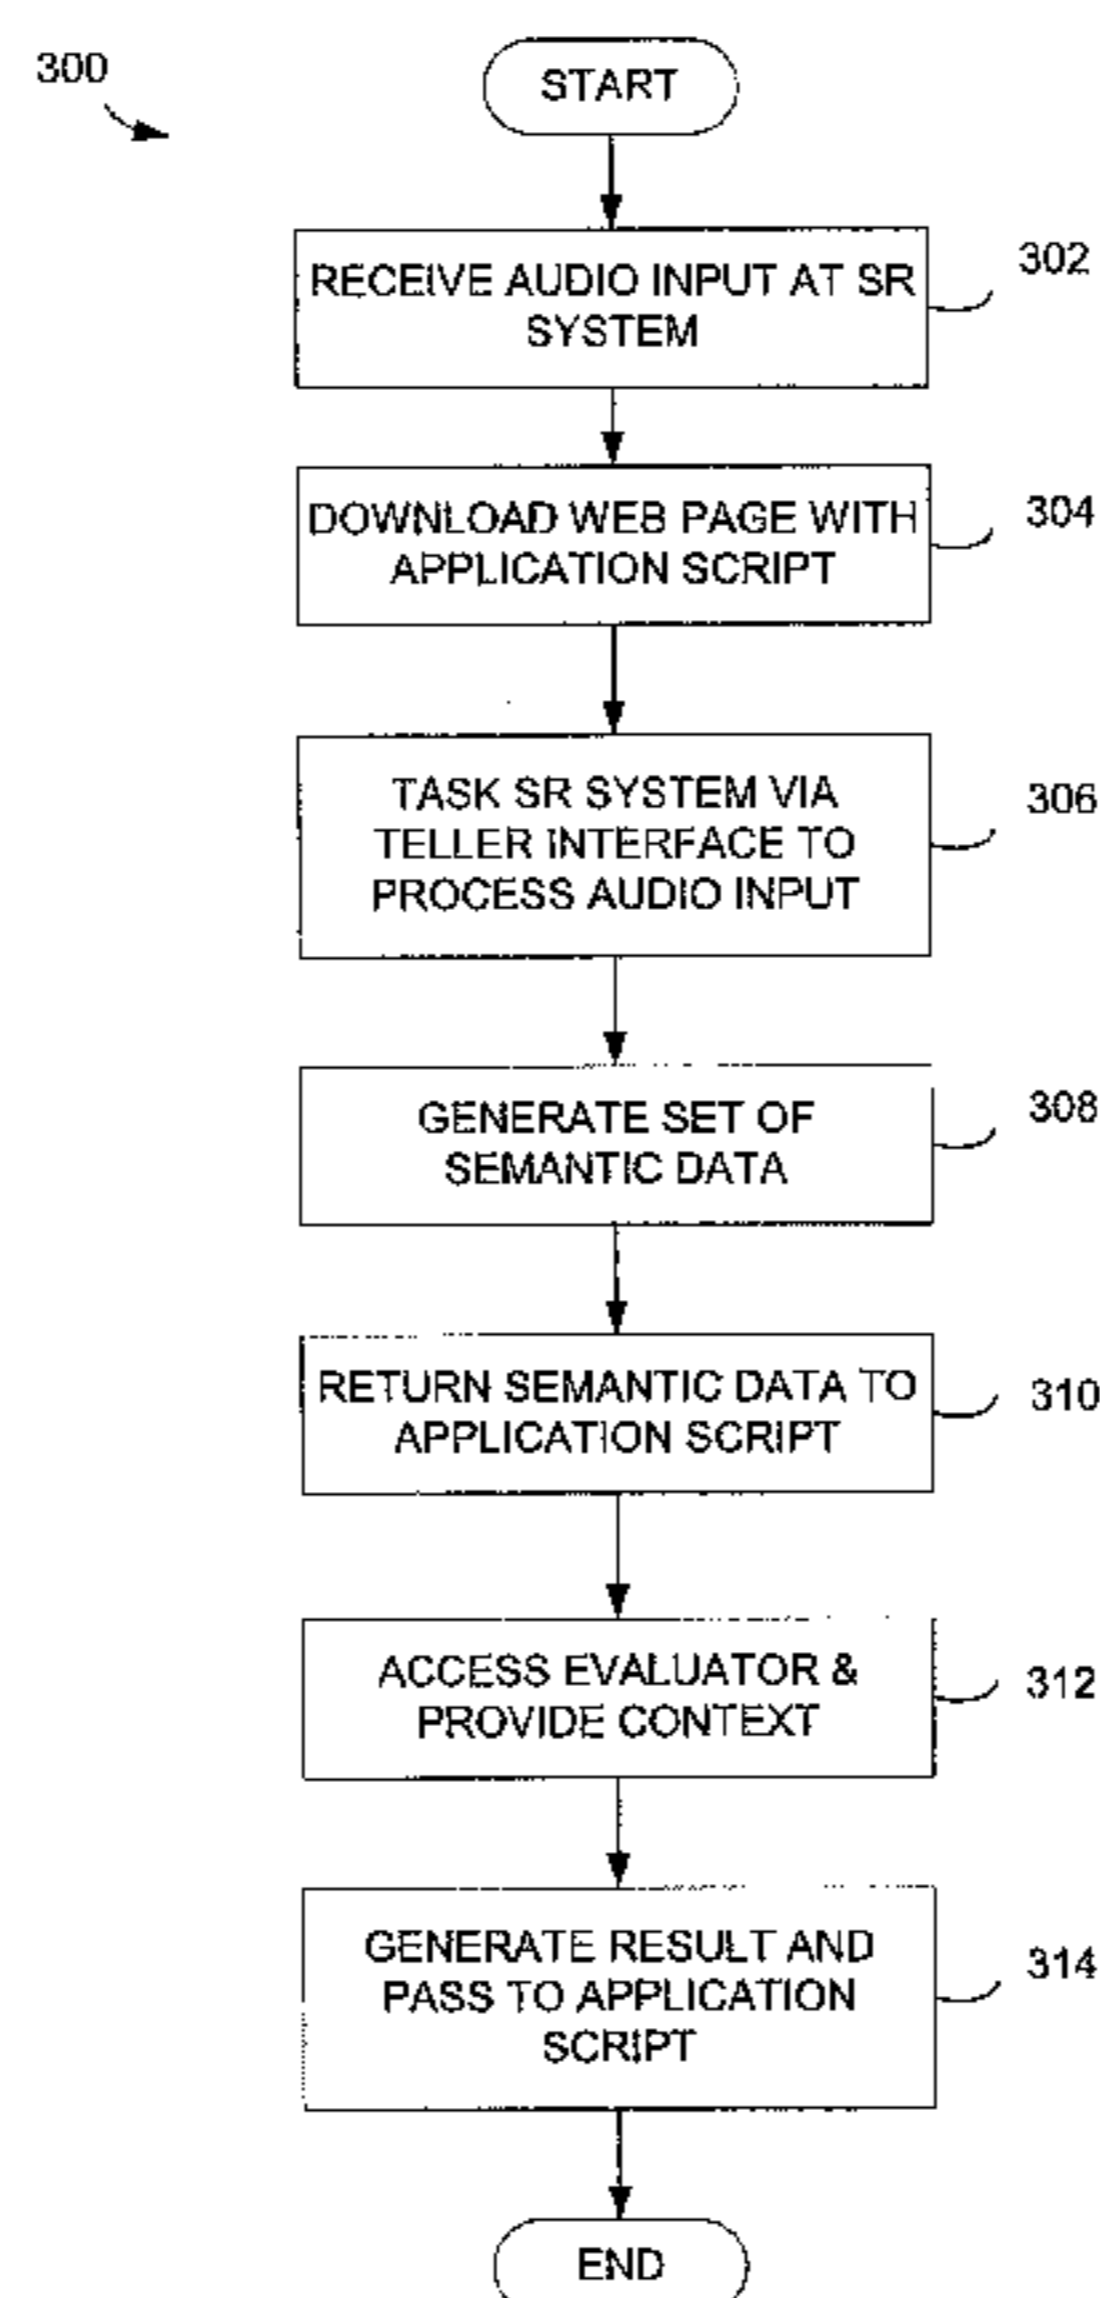 300
START
RECEIVE AUDIO INPUT AT SR
SYSTEM
302
DOWNLOAD WEB PAGE WITH
APPLICATION SCRIPT
304
TASK SR SYSTEM VIA
TELLER INTERFACE TO
PROCESS AUDIO INPUT
306
GENERATE SET OF
SEMANTIC DATA
308
RETURN SEMANTIC DATA TO
APPLICATION SCRIPT
310
ACCESS EVALUATOR &
PROVIDE CONTEXT
312
GENERATE RESULT AND
PASS TO APPLICATION
SCRIPT
314
END